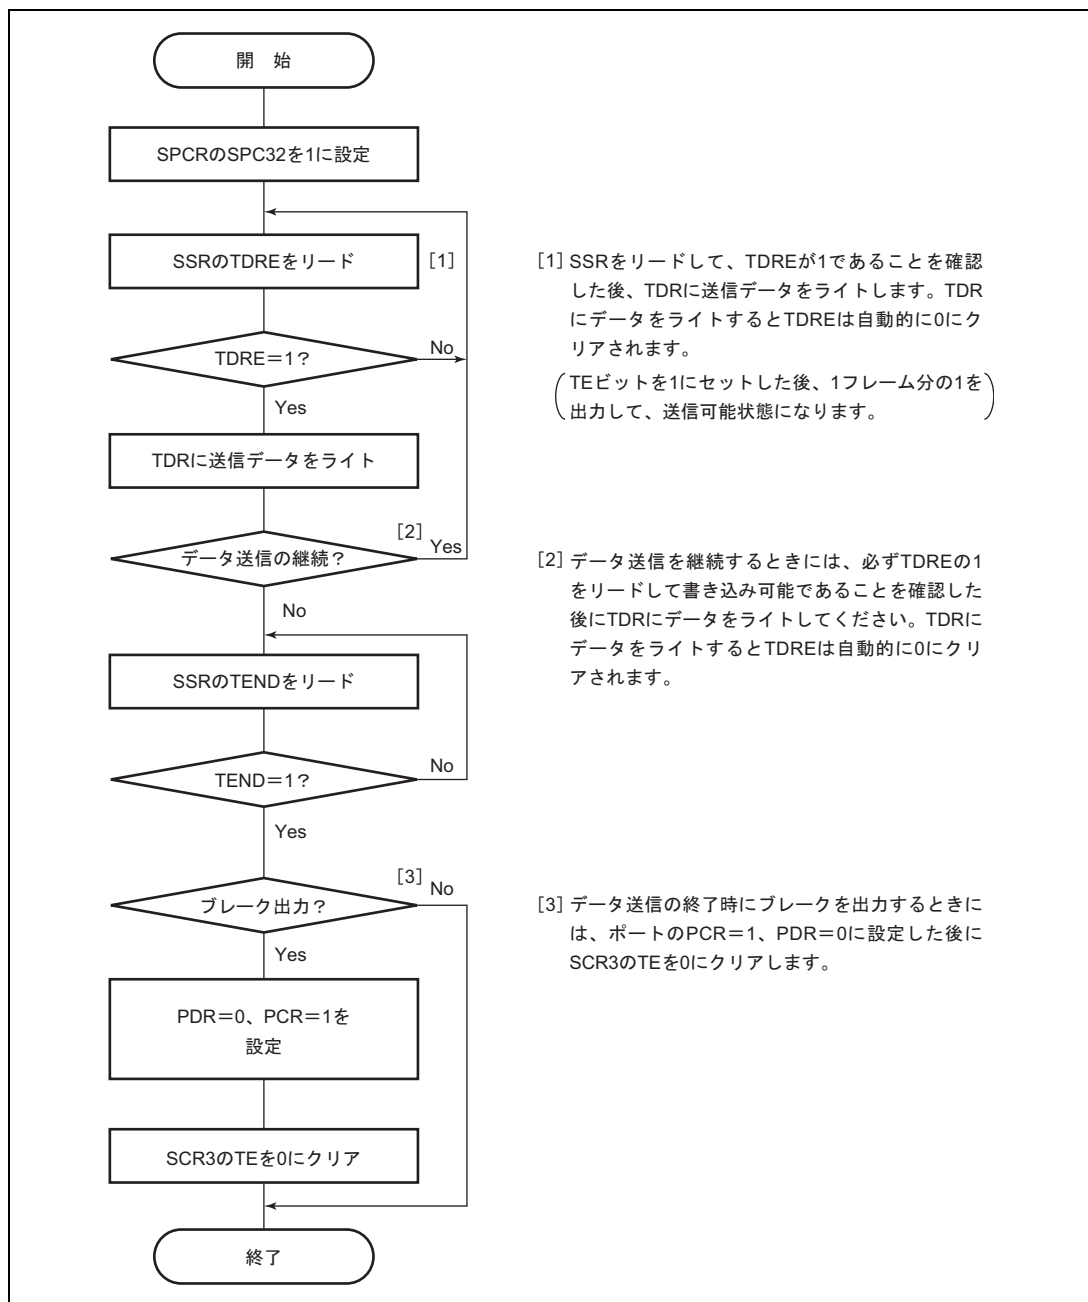 開　始
SPCRのSPC32を1に設定
SSRのTDREをリード
[1]
TDRE＝1？
No
Yes
TDRに送信データをライト
[2]
データ送信の継続？
Yes
No
SSRのTENDをリード
TEND＝1？
No
Yes
[3]
ブレーク出力？
No
Yes
PDR＝0、PCR＝1を
設定
SCR3のTEを0にクリア
終了
[1] SSRをリードして、TDREが1であることを確認
した後、TDRに送信データをライトします。TDR
にデータをライトするとTDREは自動的に0にク
リアされます。
(TEビットを1にセットした後、1フレーム分の1を
出力して、送信可能状態になります。)
[2] データ送信を継続するときには、必ずTDREの1
をリードして書き込み可能であることを確認した
後にTDRにデータをライトしてください。TDRに
データをライトするとTDREは自動的に0にクリ
アされます。
[3] データ送信の終了時にブレークを出力するときに
は、ポートのPCR＝1、PDR＝0に設定した後に
SCR3のTEを0にクリアします。